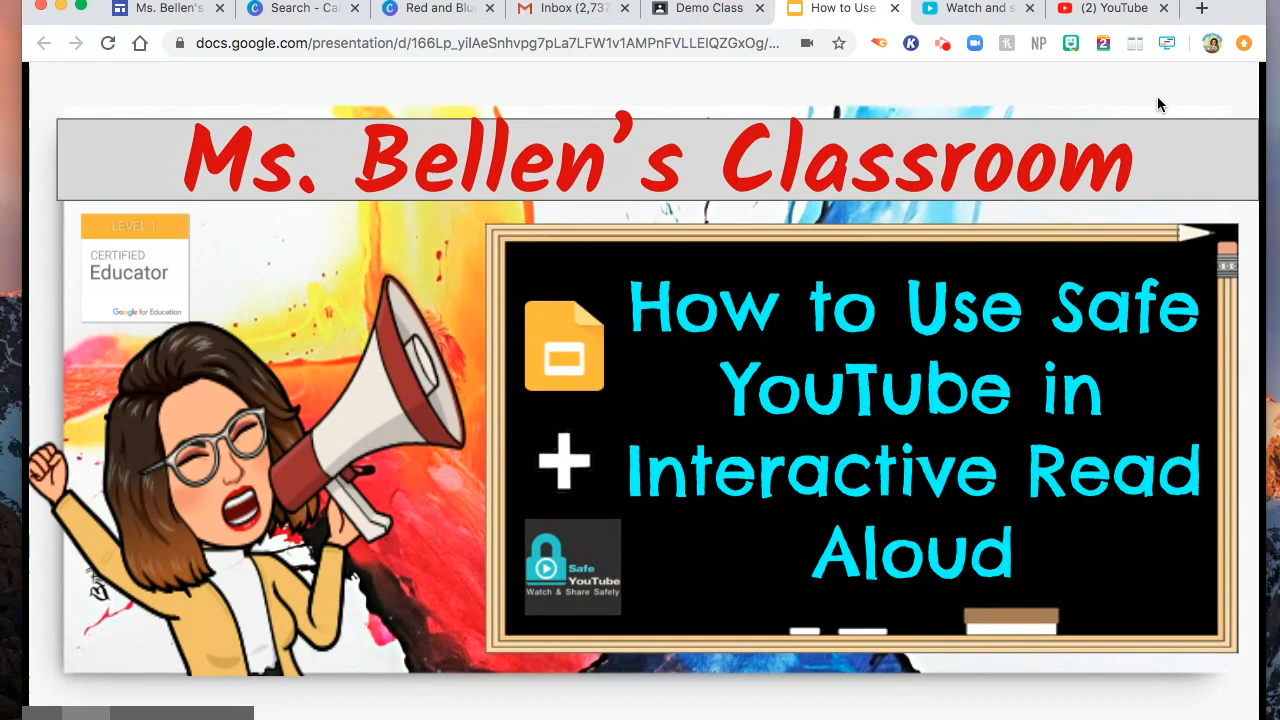 Ms. Bellen's
Search - Ca
Red and Blu
Inbox (2,737
Demo Class
How to Use
Watch and s
(2) YouTube
docs.google.com/presentation/d/166Lp_yilAeSnhvpg7pLa7LFW1v1AMPnFVLLEIQZGxOg/...
NP
2
Ms. Bellen's Classroom
LEVEL 1
CERTIFIED
Educator
Google for Education
How to Use Safe
YouTube in
Interactive Read
Aloud
+
Safe
YouTube
Watch & Share Safely